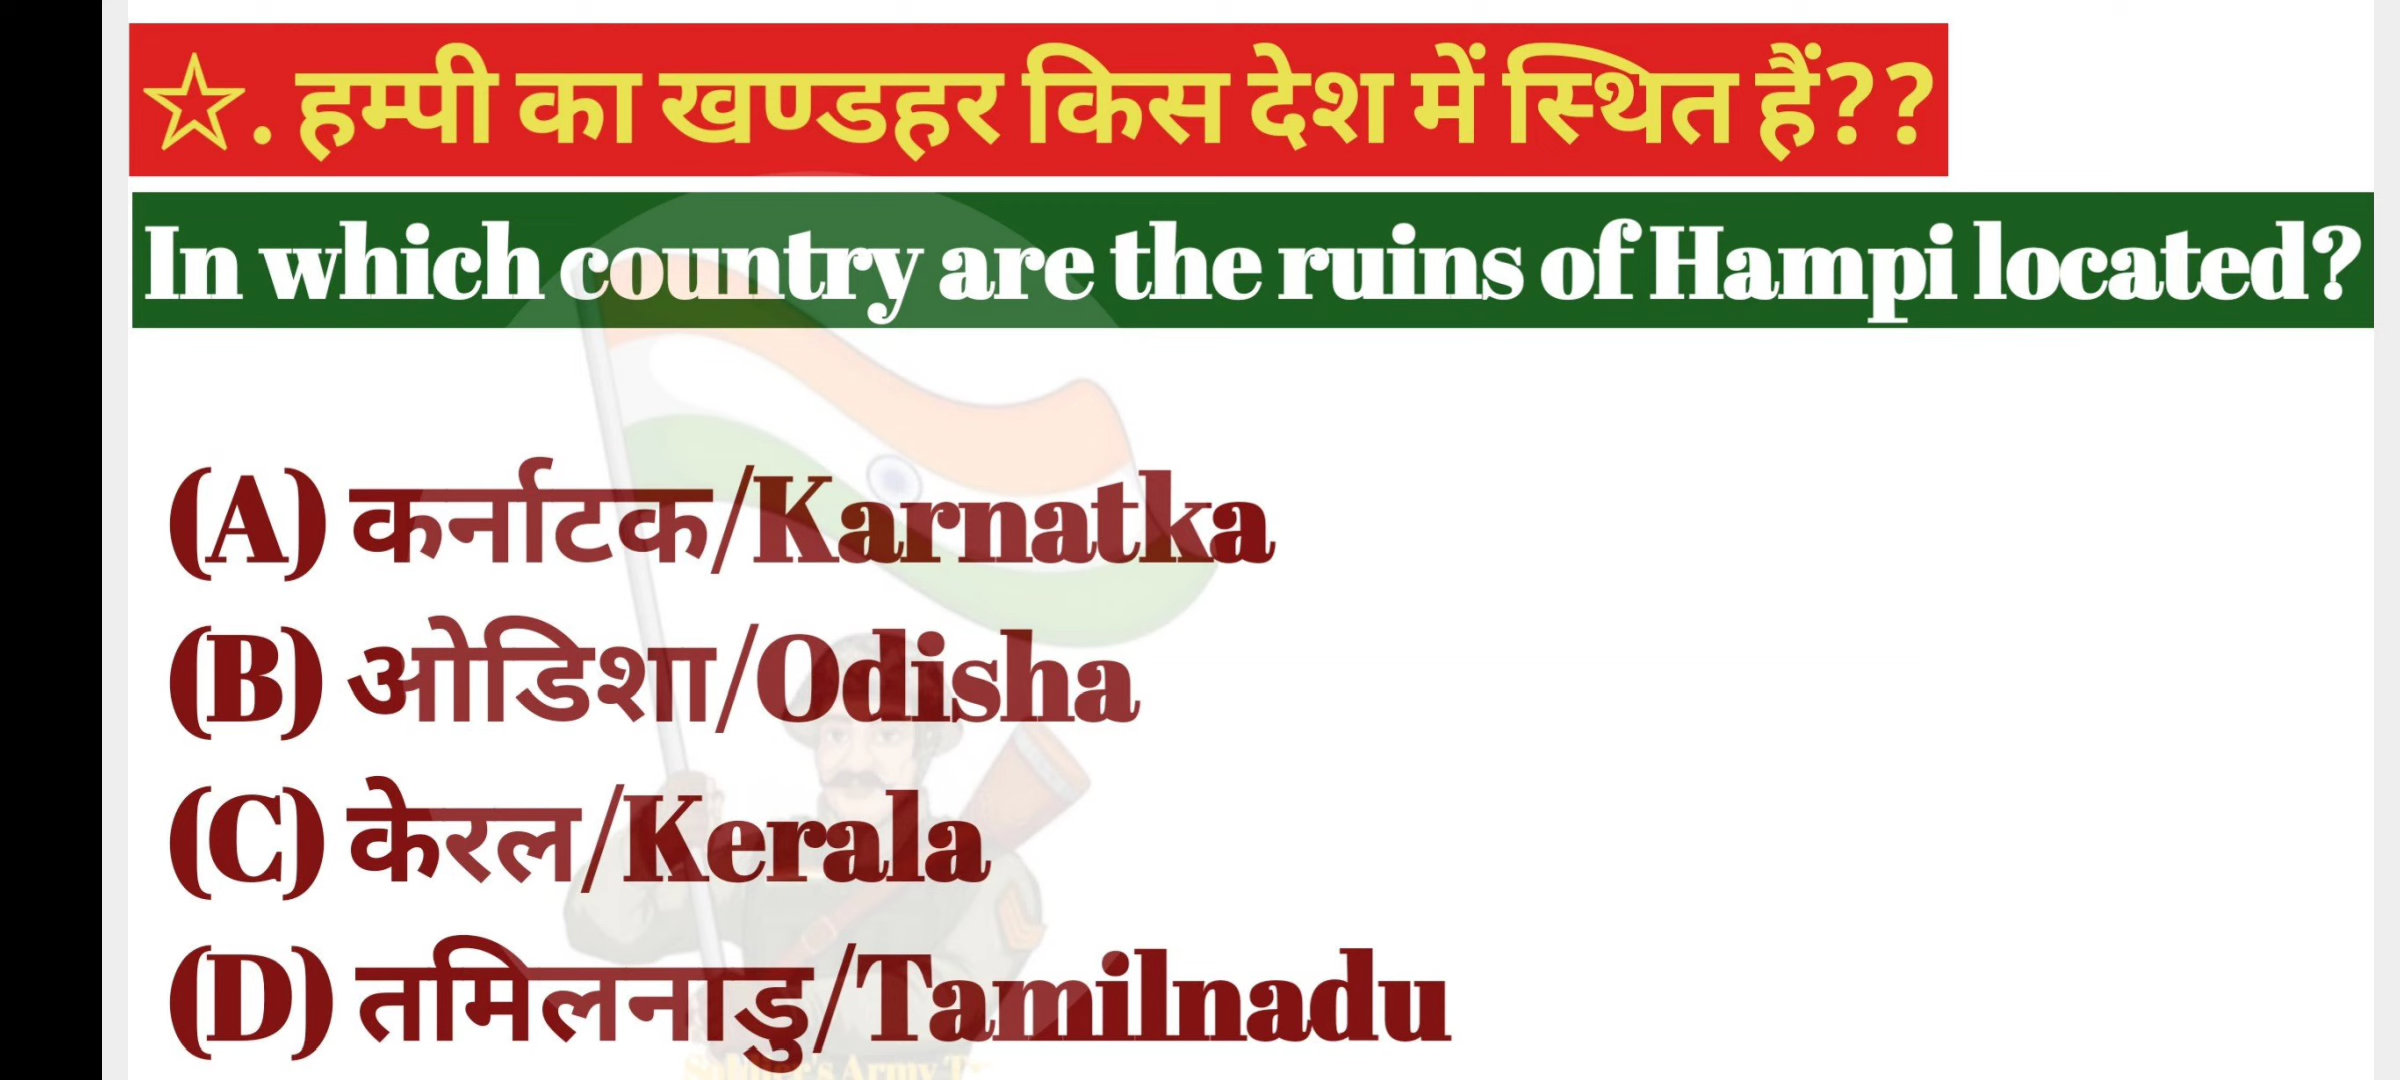 ☆. हम्पी का खण्डहर किस देश में स्थित हैं??
In which country are the ruins of Hampi located?
(A) कर्नाटक/Karnatka
(B) ओडिशा/Odisha
(C) केरल/Kerala
(D) तमिलनाडु/Tamilnadu
Army